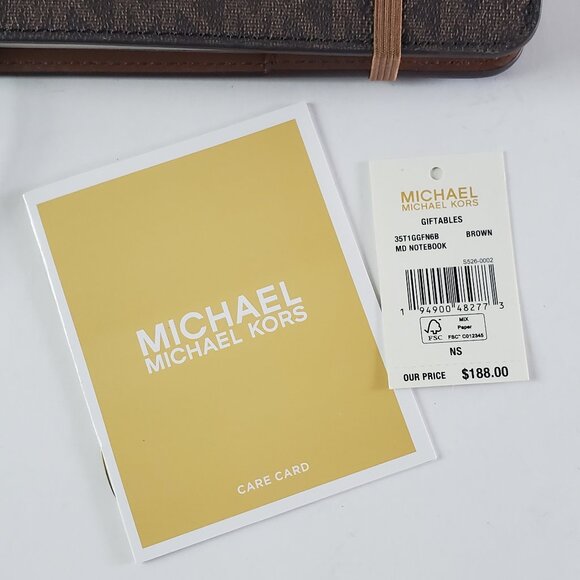 MICHAEL
MICHAEL KORS
CARE CARD
MICHAEL
MICHAEL KORS
GIFTABLES
35T1GGFN6B BROWN
MD NOTEBOOK
S526-0002
1 94900 48277 3
FSC
MIX
Paper
FSC® C012345
NS
OUR PRICE $188.00